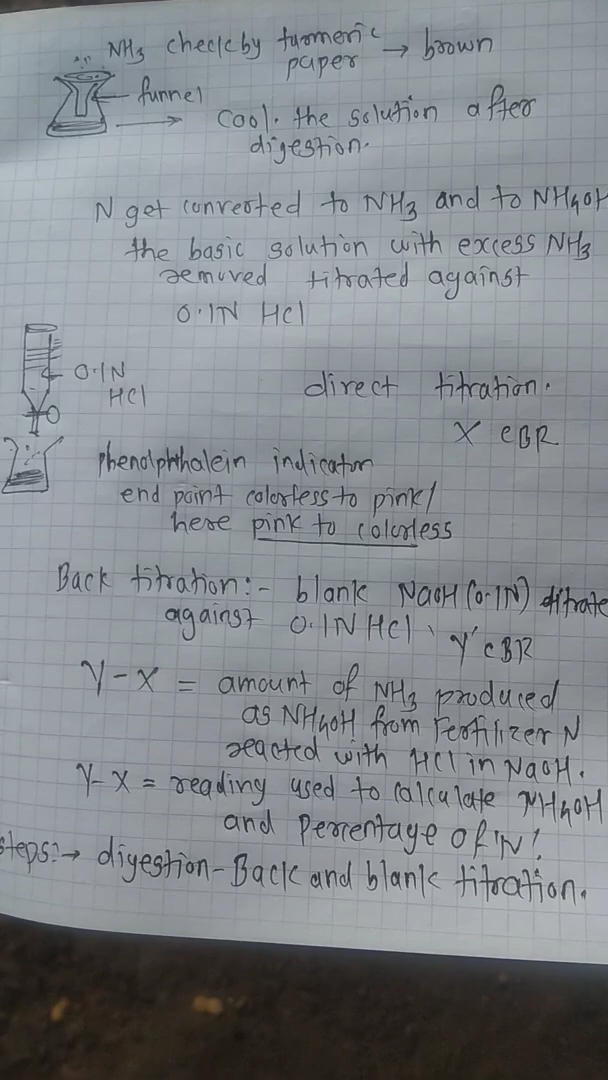 NH3 check by turmeric
paper → brown
funnel
→ cool. the solution after
digestion.
N get converted to NH3 and to NH4OH
the basic solution with excess NH3
removed titrated against
0.1N HCl
0.1N
HCl
direct titration.
X CBR
phenolphthalein indicator
end point colorless to pink/
here pink to colorless
Back titration:- blank NaOH (0.1N) titrate
against 0.1N HCl. Y' CBR
Y-X = amount of NH3 produced
as NH4OH from Fertilizer N
reacted with HCl in NaOH.
Y-X = reading used to calculate NH4OH
and percentage of 'N'.
steps:→ digestion-Back and blank titration.